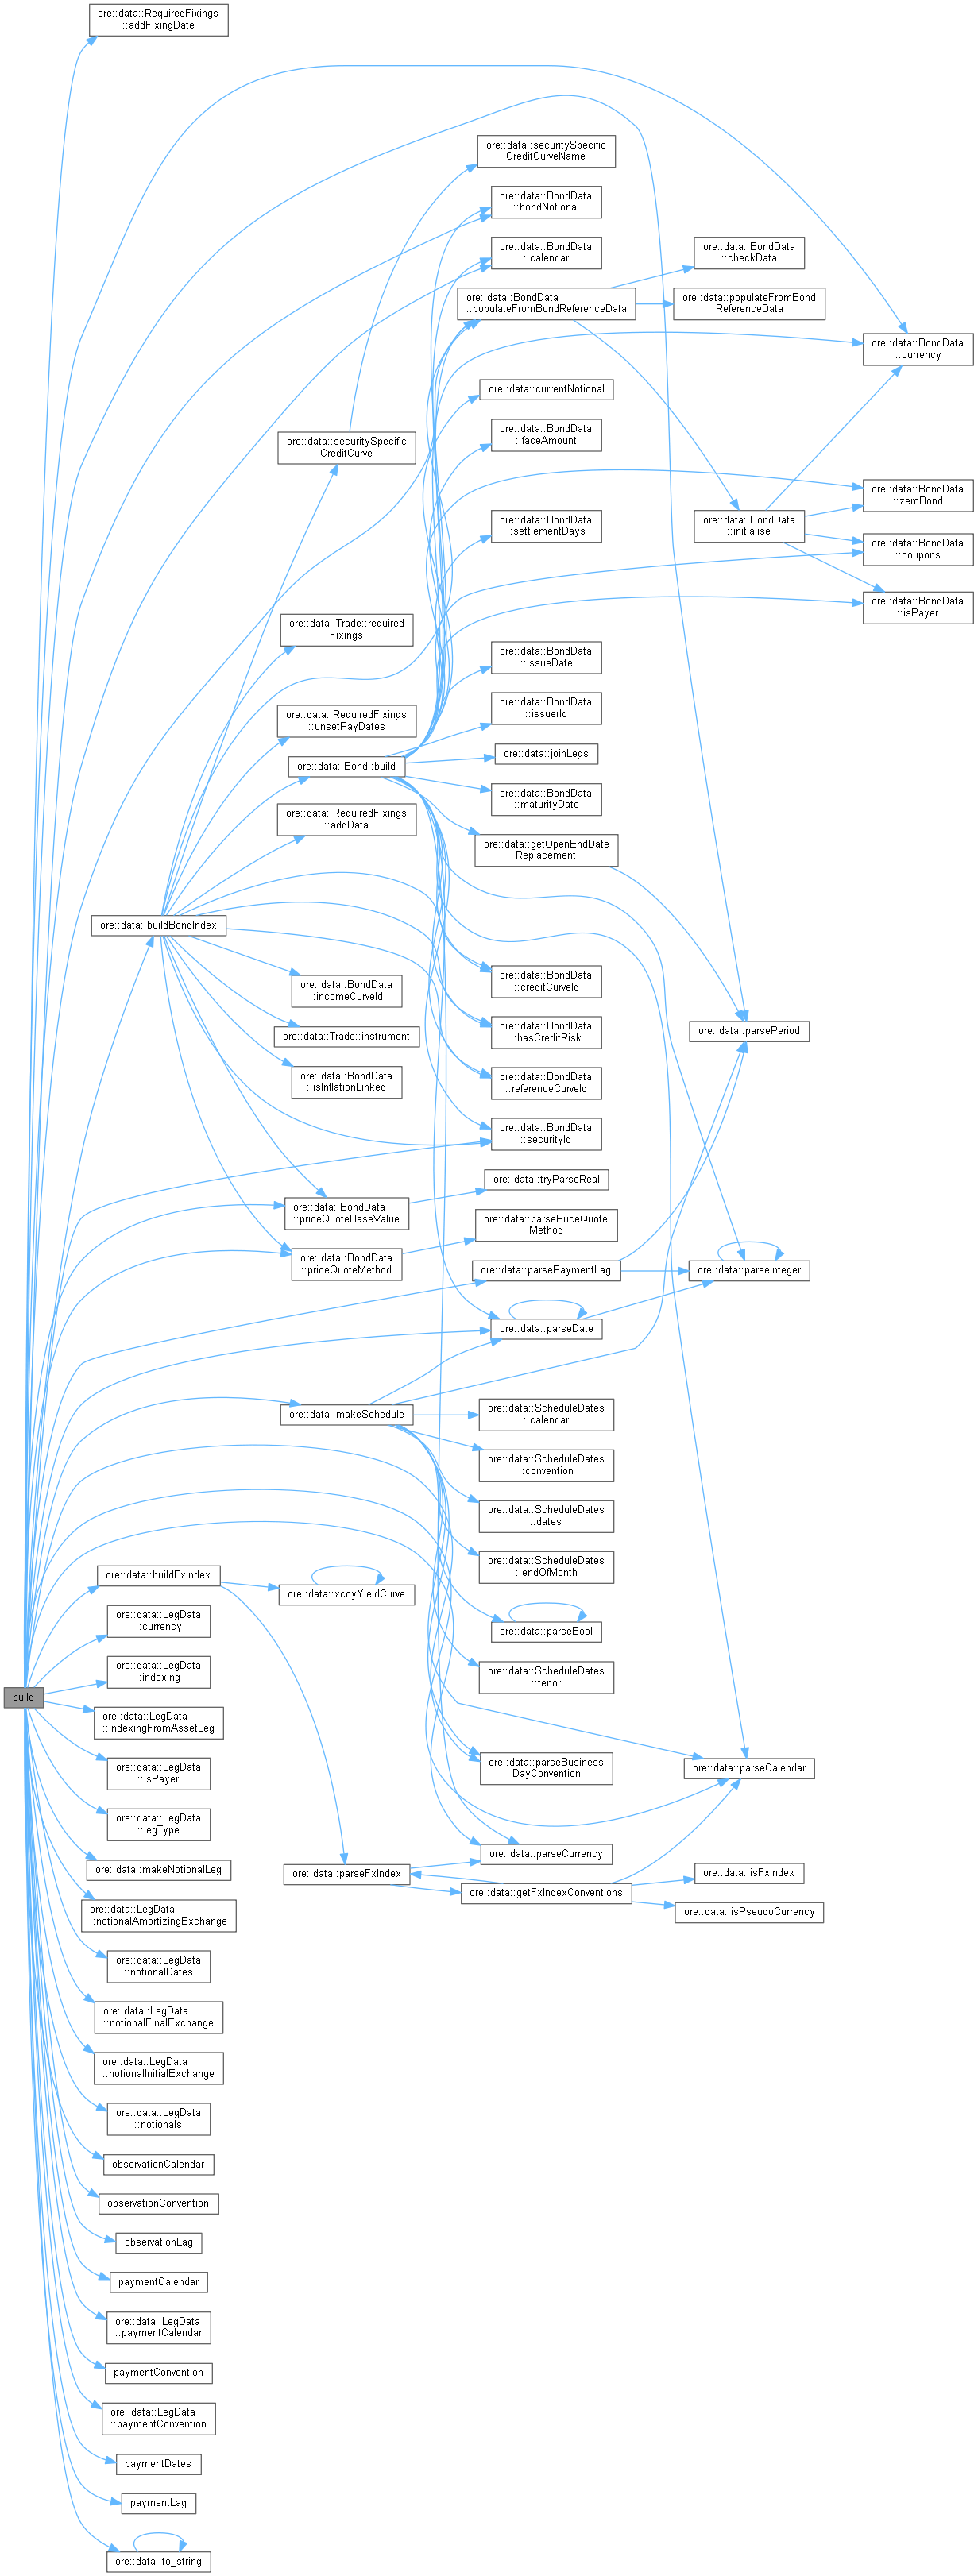 ore::data::RequiredFixings
::addFixingDate
ore::data::securitySpecific
CreditCurveName
ore::data::BondData
::bondNotional
ore::data::BondData
::calendar
ore::data::BondData
::checkData
ore::data::BondData
::populateFromBondReferenceData
ore::data::populateFromBond
ReferenceData
ore::data::BondData
::currency
ore::data::currentNotional
ore::data::BondData
::faceAmount
ore::data::securitySpecific
CreditCurve
ore::data::BondData
::zeroBond
ore::data::BondData
::settlementDays
ore::data::BondData
::initialise
ore::data::BondData
::coupons
ore::data::BondData
::isPayer
ore::data::Trade::required
Fixings
ore::data::BondData
::issueDate
ore::data::BondData
::issuerId
ore::data::RequiredFixings
::unsetPayDates
ore::data::joinLegs
ore::data::Bond::build
ore::data::BondData
::maturityDate
ore::data::RequiredFixings
::addData
ore::data::getOpenEndDate
Replacement
ore::data::buildBondIndex
ore::data::BondData
::creditCurveId
ore::data::BondData
::incomeCurveId
ore::data::BondData
::hasCreditRisk
ore::data::parsePeriod
ore::data::Trade::instrument
ore::data::BondData
::isInflationLinked
ore::data::BondData
::referenceCurveId
ore::data::BondData
::securityId
ore::data::tryParseReal
ore::data::BondData
::priceQuoteBaseValue
ore::data::parsePriceQuote
Method
ore::data::BondData
::priceQuoteMethod
ore::data::parsePaymentLag
ore::data::parseInteger
ore::data::parseDate
ore::data::makeSchedule
ore::data::ScheduleDates
::calendar
ore::data::ScheduleDates
::convention
ore::data::ScheduleDates
::dates
ore::data::ScheduleDates
::endOfMonth
ore::data::buildFxIndex
ore::data::xccyYieldCurve
ore::data::LegData
::currency
ore::data::parseBool
ore::data::LegData
::indexing
ore::data::ScheduleDates
::tenor
build
ore::data::LegData
::indexingFromAssetLeg
ore::data::LegData
::isPayer
ore::data::parseBusiness
DayConvention
ore::data::parseCalendar
ore::data::LegData
::legType
ore::data::parseCurrency
ore::data::makeNotionalLeg
ore::data::parseFxIndex
ore::data::isFxIndex
ore::data::getFxIndexConventions
ore::data::isPseudoCurrency
ore::data::LegData
::notionalAmortizingExchange
ore::data::LegData
::notionalDates
ore::data::LegData
::notionalFinalExchange
ore::data::LegData
::notionalInitialExchange
ore::data::LegData
::notionals
observationCalendar
observationConvention
observationLag
paymentCalendar
ore::data::LegData
::paymentCalendar
paymentConvention
ore::data::LegData
::paymentConvention
paymentDates
paymentLag
ore::data::to_string